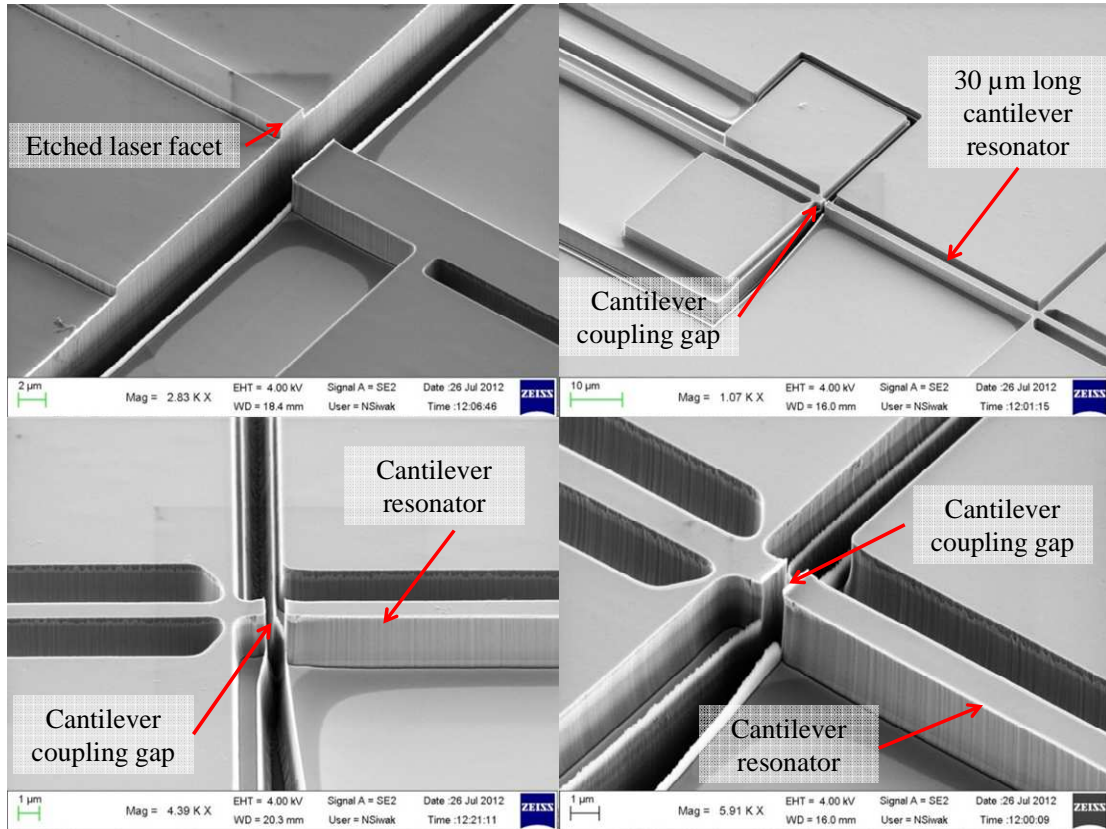 Etched laser facet
2 µm
Mag = 2.83 K X
EHT = 4.00 kV
WD = 18.4 mm
Signal A = SE2
User = NSiwak
Date :26 Jul 2012
Time :12:06:46
ZEISS
30 µm long
cantilever
resonator
Cantilever
coupling gap
10 µm
Mag = 1.07 K X
EHT = 4.00 kV
WD = 16.0 mm
Signal A = SE2
User = NSiwak
Date :26 Jul 2012
Time :12:01:15
ZEISS
Cantilever
resonator
Cantilever
coupling gap
1 µm
Mag = 4.39 K X
EHT = 4.00 kV
WD = 20.3 mm
Signal A = SE2
User = NSiwak
Date :26 Jul 2012
Time :12:21:11
ZEISS
Cantilever
coupling gap
Cantilever
resonator
1 µm
Mag = 5.91 K X
EHT = 4.00 kV
WD = 16.0 mm
Signal A = SE2
User = NSiwak
Date :26 Jul 2012
Time :12:00:09
ZEISS